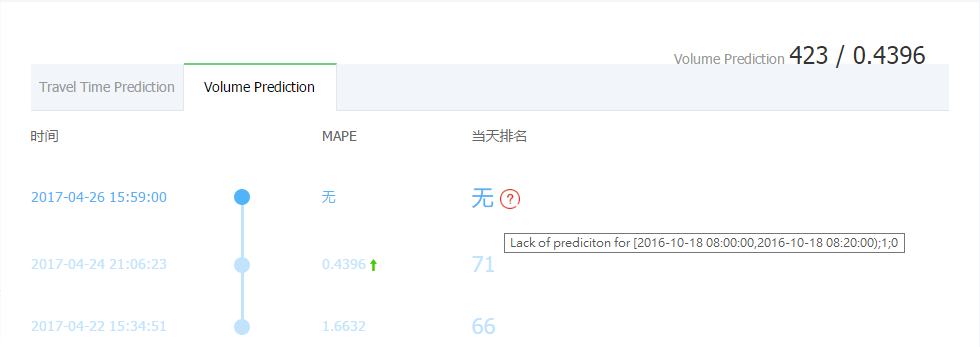 Volume Prediction 423 / 0.4396
Travel Time Prediction Volume Prediction
时间 MAPE 当天排名
2017-04-26 15:59:00 无 无 ?
Lack of prediciton for [2016-10-18 08:00:00,2016-10-18 08:20:00);1;0
2017-04-24 21:06:23 0.4396 71
2017-04-22 15:34:51 1.6632 66